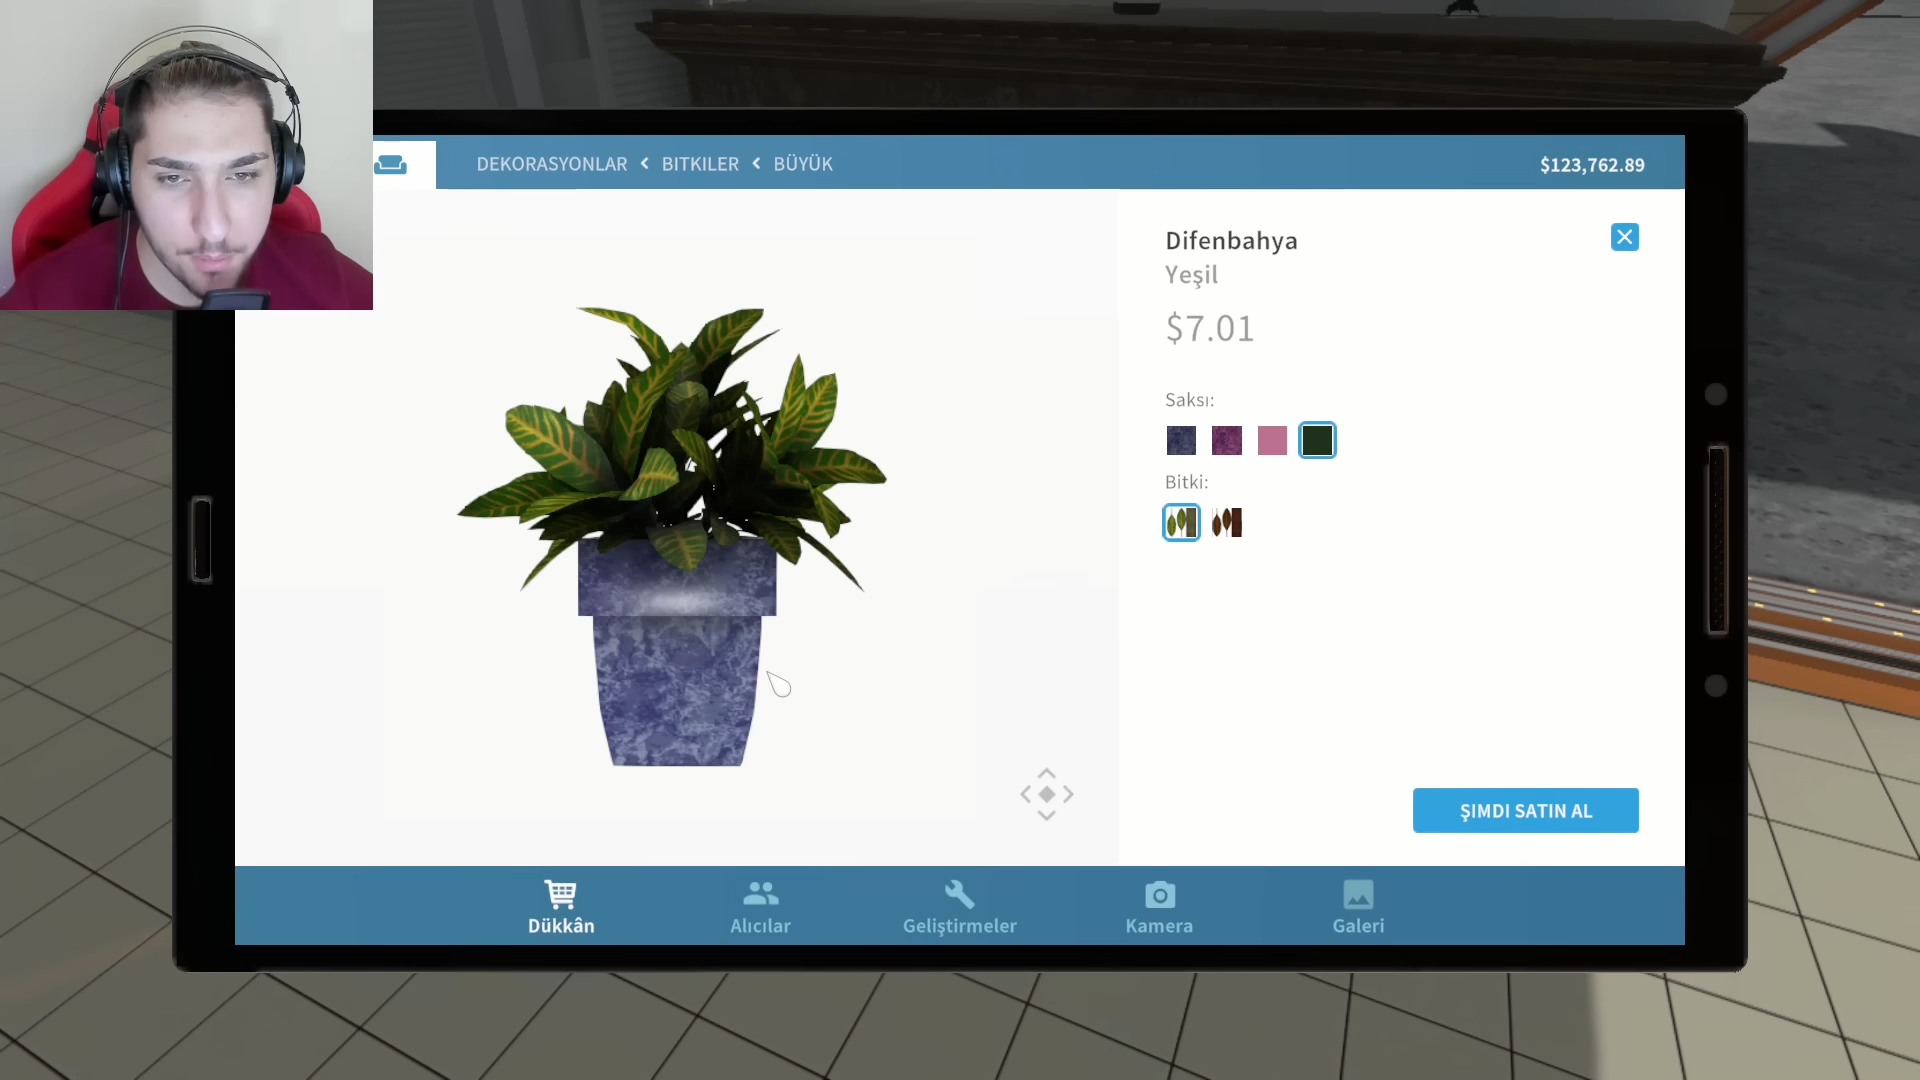 DEKORASYONLAR < BITKILER < BÜYÜK
$123,762.89
Difenbahya
Yeşil
$7.01
Saksı:
Bitki:
ŞIMDI SATIN AL
Dükkân
Alıcılar
Geliştirmeler
Kamera
Galeri